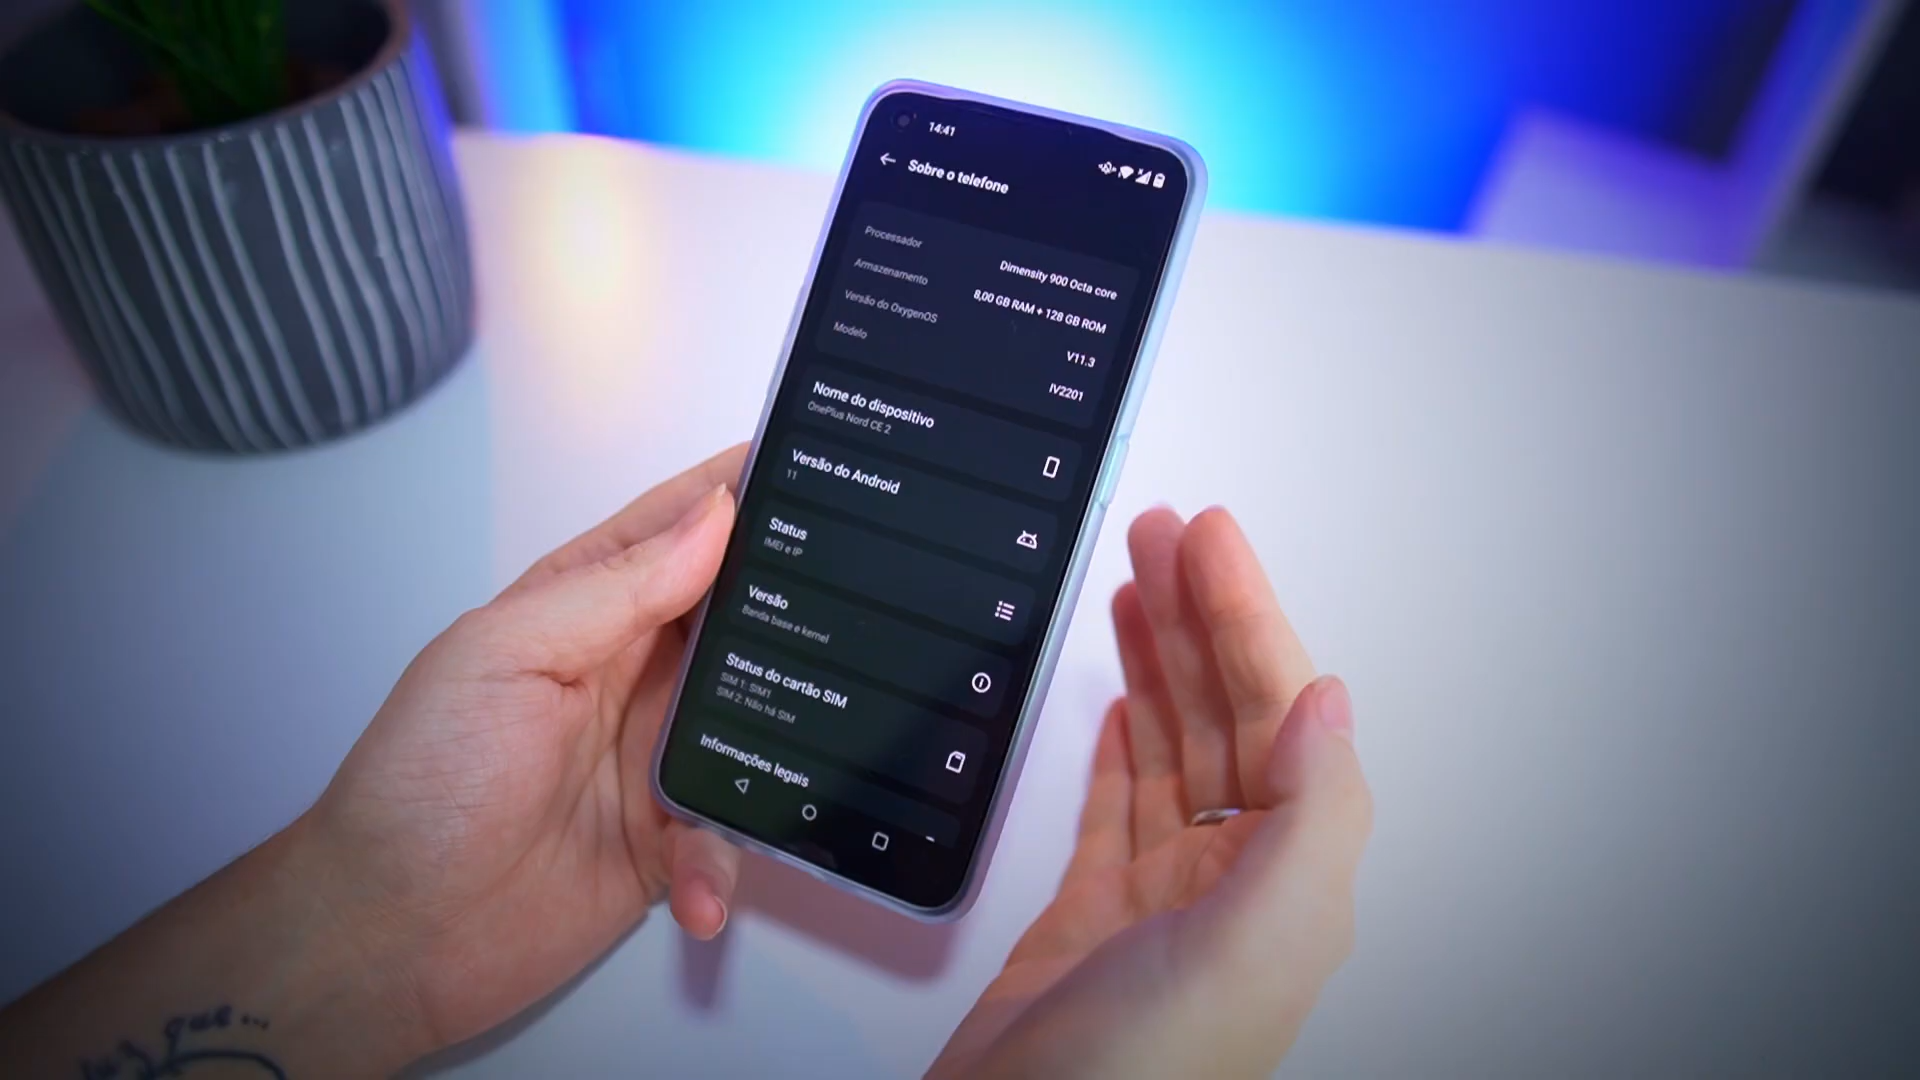 14:41
Sobre o telefone
Processador
Dimensity 900 Octa core
Armazenamento
8,00 GB RAM + 128 GB ROM
Versão do OxygenOS
V11.3
Modelo
IV2201
Nome do dispositivo
OnePlus Nord CE 2
Versão do Android
11
Status
IMEI e IP
Versão
Banda base e kernel
Status do cartão SIM
SIM 1: SIM1
SIM 2: Não há SIM
Informações legais
que...